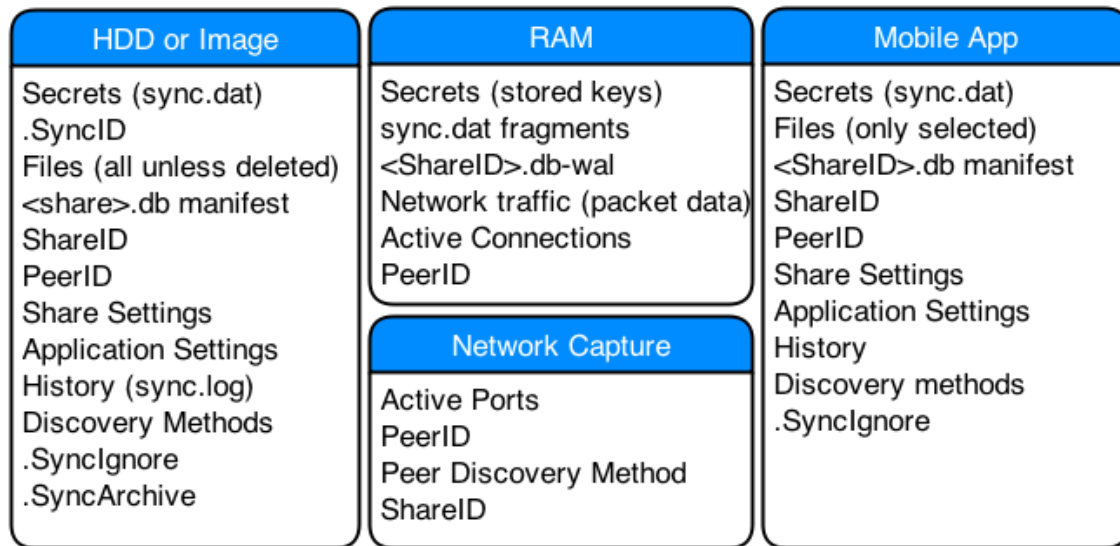 HDD or Image
Secrets (sync.dat)
.SyncID
Files (all unless deleted)
<share>.db manifest
ShareID
PeerID
Share Settings
Application Settings
History (sync.log)
Discovery Methods
.SyncIgnore
.SyncArchive
RAM
Secrets (stored keys)
sync.dat fragments
<ShareID>.db-wal
Network traffic (packet data)
Active Connections
PeerID
Network Capture
Active Ports
PeerID
Peer Discovery Method
ShareID
Mobile App
Secrets (sync.dat)
Files (only selected)
<ShareID>.db manifest
ShareID
PeerID
Share Settings
Application Settings
History
Discovery methods
.SyncIgnore